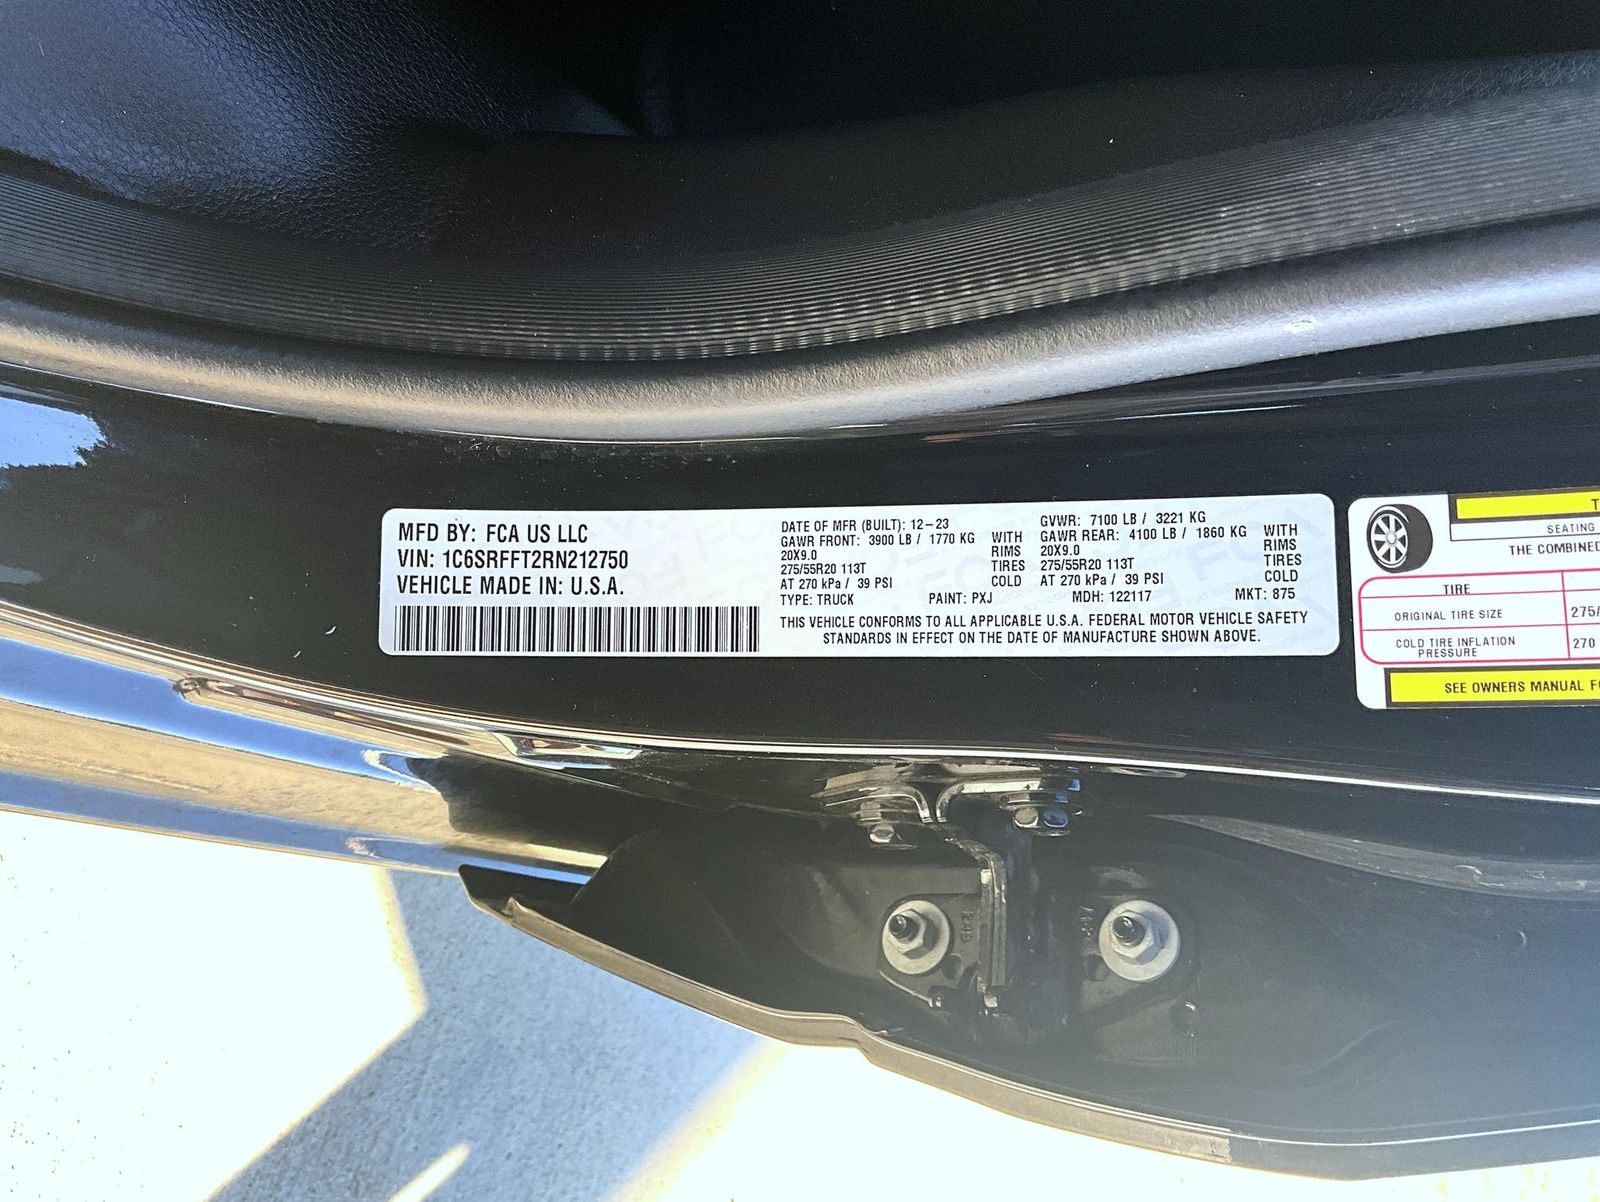 MFD BY: FCA US LLC
VIN: 1C6SRFFT2RN212750
VEHICLE MADE IN: U.S.A.
DATE OF MFR (BUILT): 12-23
GAWR FRONT: 3900 LB / 1770 KG WITH
20X9.0 RIMS
275/55R20 113T TIRES
AT 270 kPa / 39 PSI COLD
GVWR: 7100 LB / 3221 KG
GAWR REAR: 4100 LB / 1860 KG WITH
20X9.0 RIMS
275/55R20 113T TIRES
AT 270 kPa / 39 PSI COLD
TYPE: TRUCK PAINT: PXJ MDH: 122117 MKT: 875
THIS VEHICLE CONFORMS TO ALL APPLICABLE U.S.A. FEDERAL MOTOR VEHICLE SAFETY
STANDARDS IN EFFECT ON THE DATE OF MANUFACTURE SHOWN ABOVE.
SEATING
THE COMBINED
TIRE
ORIGINAL TIRE SIZE 275/
COLD TIRE INFLATION
PRESSURE 270
SEE OWNERS MANUAL